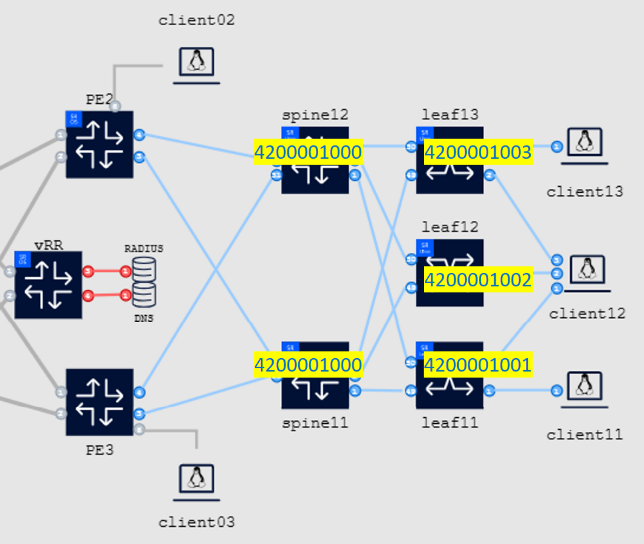 client02
PE2
spine12
leaf13
4200001000
4200001003
client13
leaf12
vRR
RADIUS
4200001002
DNS
client12
4200001000
4200001001
PE3
spine11
leaf11
client11
client03